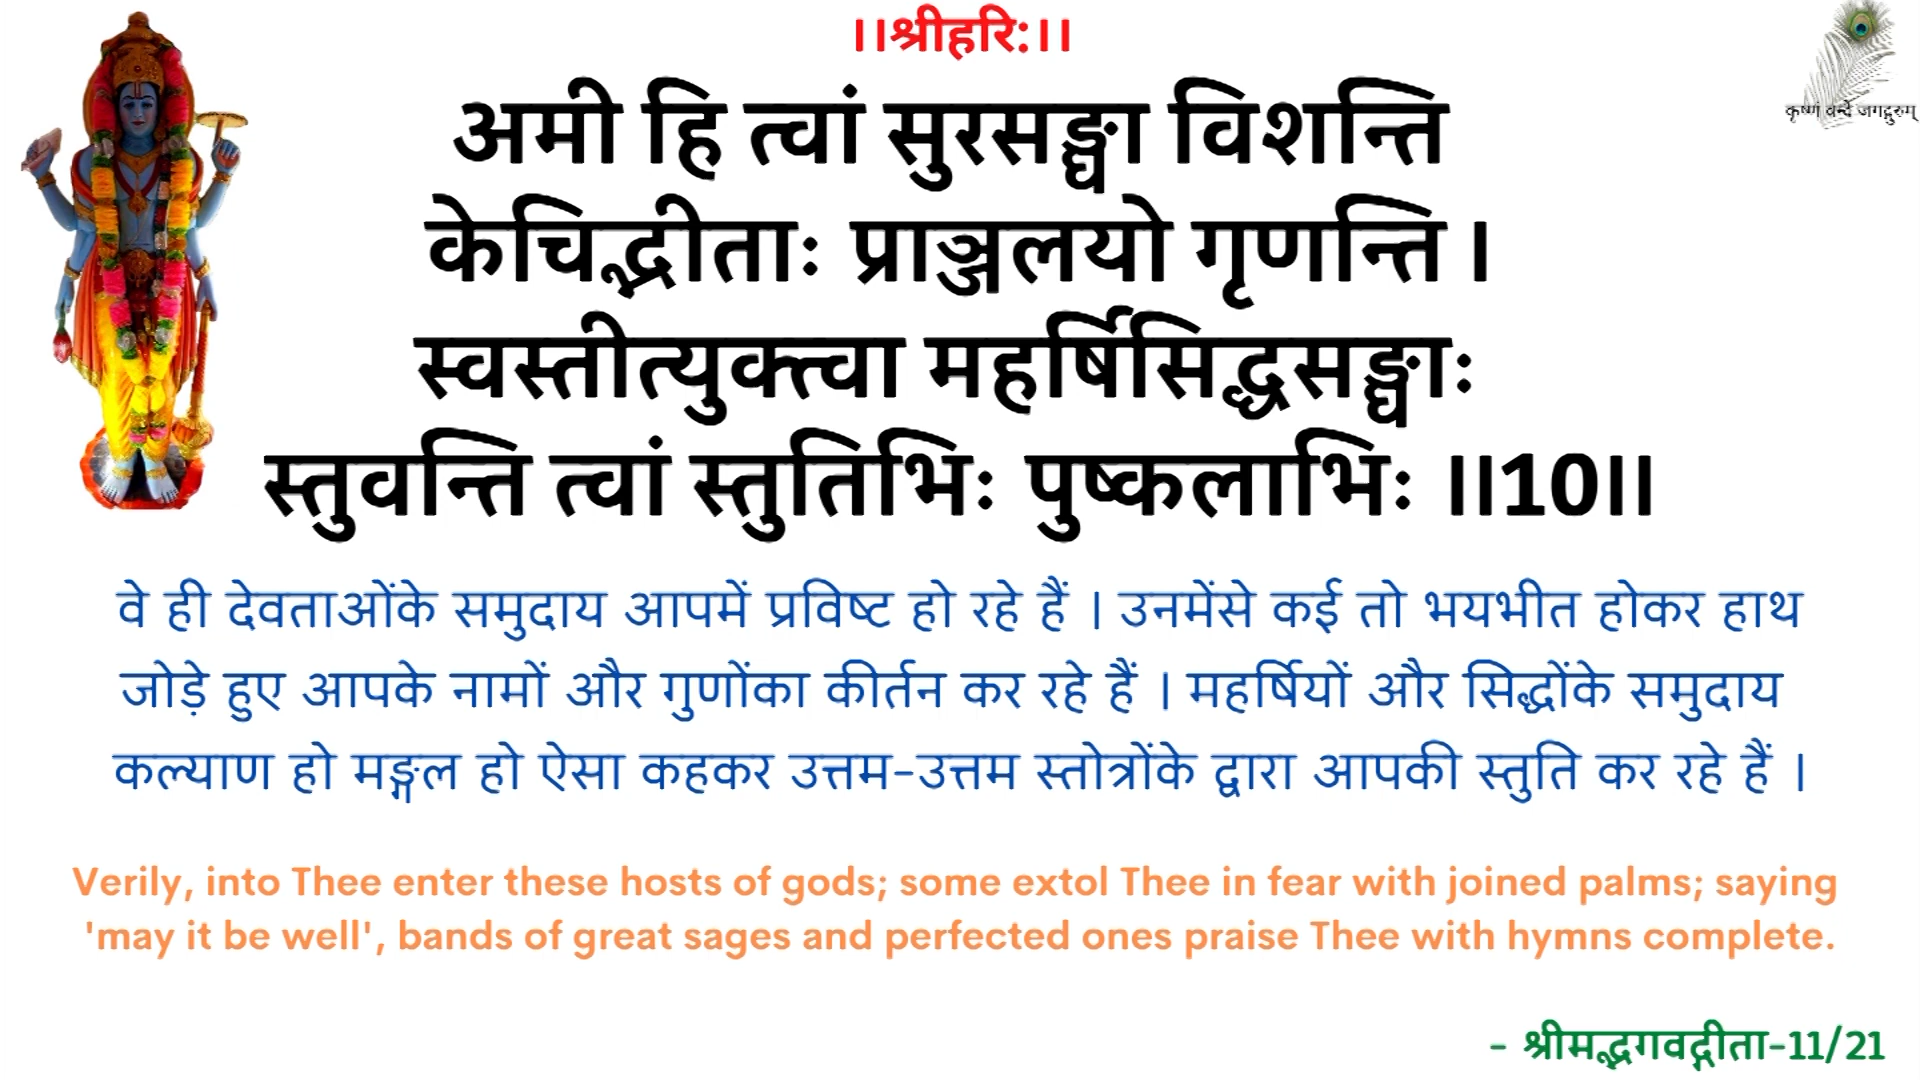 ।।श्रीहरि:।।
कृष्णं वन्दे जगद्गुरुम्
अमी हि त्वां सुरसङ्घा विशन्ति
केचिद्भीताः प्राञ्जलयो गृणन्ति ।
स्वस्तीत्युक्त्वा महर्षिसिद्धसङ्घाः
स्तुवन्ति त्वां स्तुतिभिः पुष्कलाभिः ॥10॥
वे ही देवताओंके समुदाय आपमें प्रविष्ट हो रहे हैं । उनमेंसे कई तो भयभीत होकर हाथ
जोड़े हुए आपके नामों और गुणोंका कीर्तन कर रहे हैं । महर्षियों और सिद्धोंके समुदाय
कल्याण हो मङ्गल हो ऐसा कहकर उत्तम-उत्तम स्तोत्रोंके द्वारा आपकी स्तुति कर रहे हैं ।
Verily, into Thee enter these hosts of gods; some extol Thee in fear with joined palms; saying
'may it be well', bands of great sages and perfected ones praise Thee with hymns complete.
- श्रीमद्भगवद्गीता-11/21